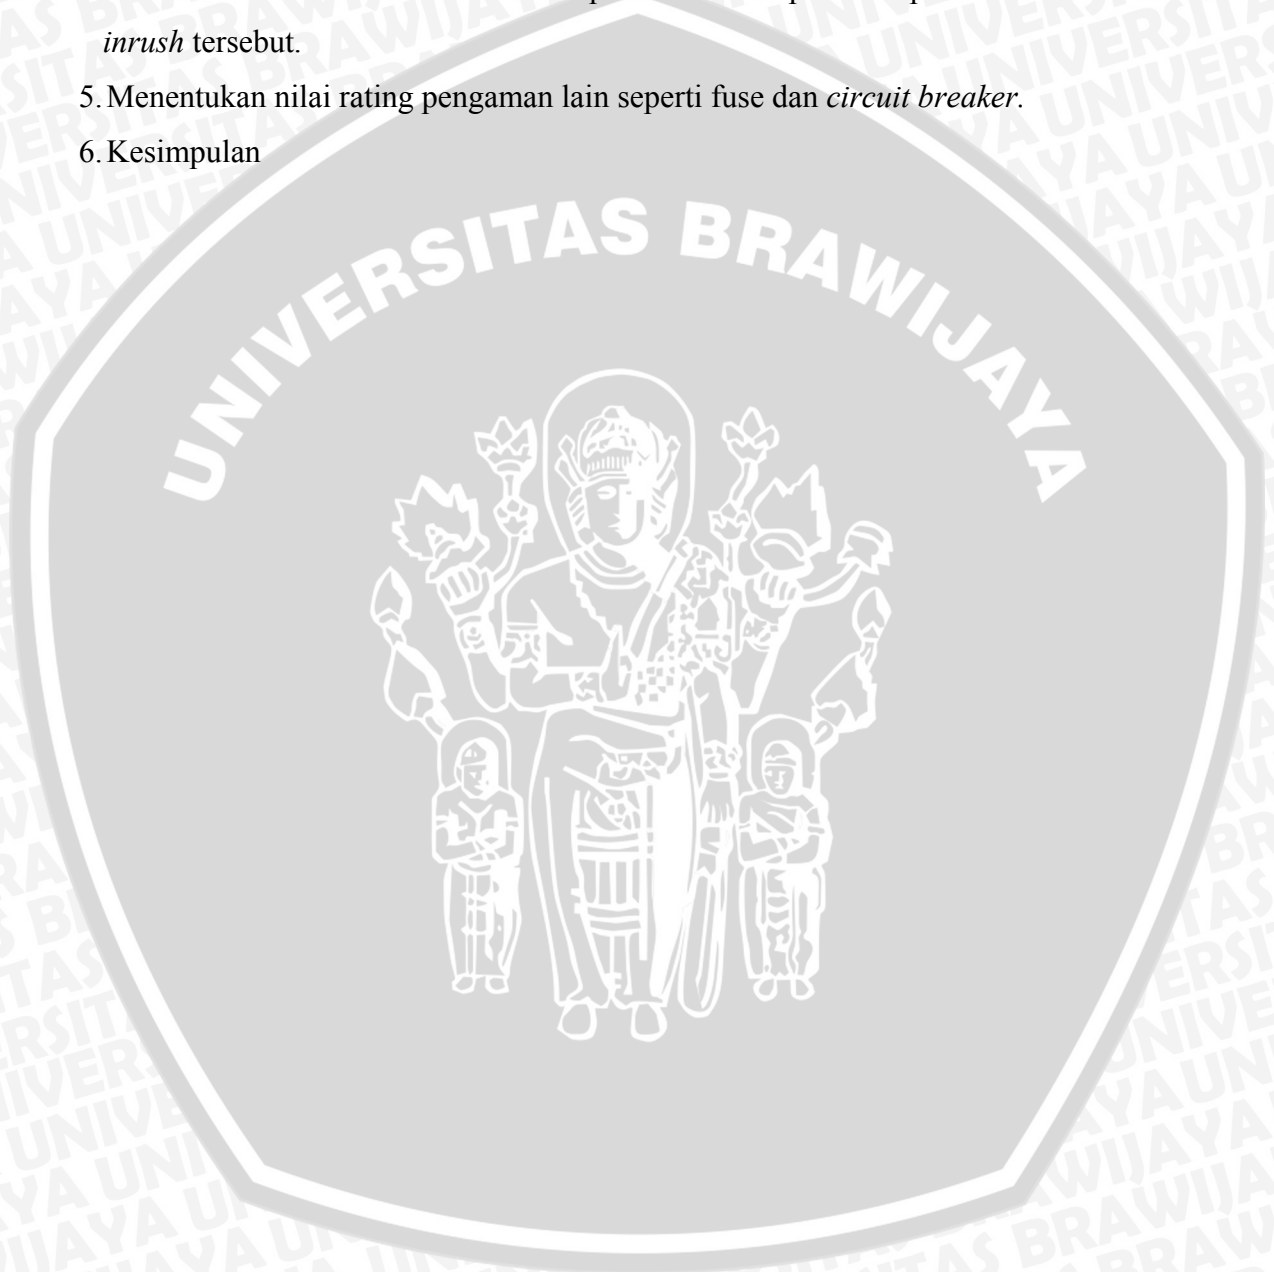 inrush tersebut.
5. Menentukan nilai rating pengaman lain seperti fuse dan circuit breaker.
6. Kesimpulan
UNIVERSITAS BRAWIJAYA